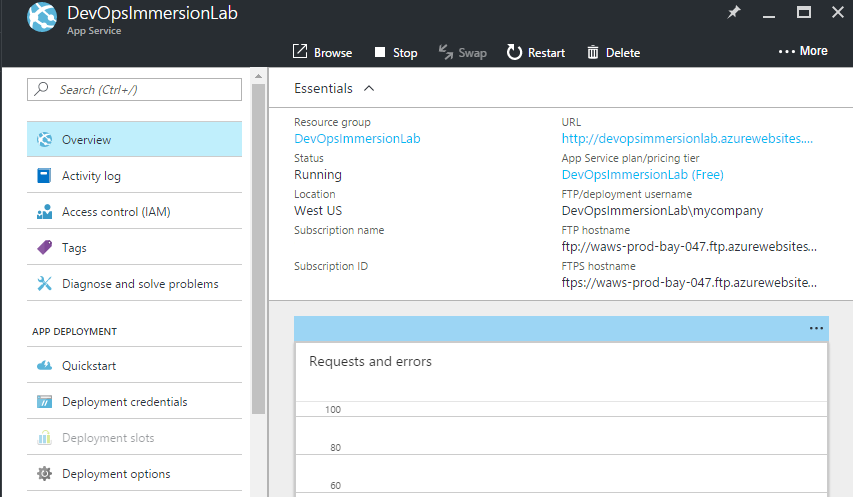 DevOpsImmersionLab
App Service
Browse Stop Swap Restart Delete ... More
Search (Ctrl+/)
Overview
Activity log
Access control (IAM)
Tags
Diagnose and solve problems
APP DEPLOYMENT
Quickstart
Deployment credentials
Deployment slots
Deployment options
Essentials
Resource group
DevOpsImmersionLab
Status
Running
Location
West US
Subscription name
Subscription ID
URL
http://devopsimmersionlab.azurewebsites....
App Service plan/pricing tier
DevOpsImmersionLab (Free)
FTP/deployment username
DevOpsImmersionLab\mycompany
FTP hostname
ftp://waws-prod-bay-047.ftp.azurewebsites...
FTPS hostname
ftps://waws-prod-bay-047.ftp.azurewebsite...
...
Requests and errors
100
80
60